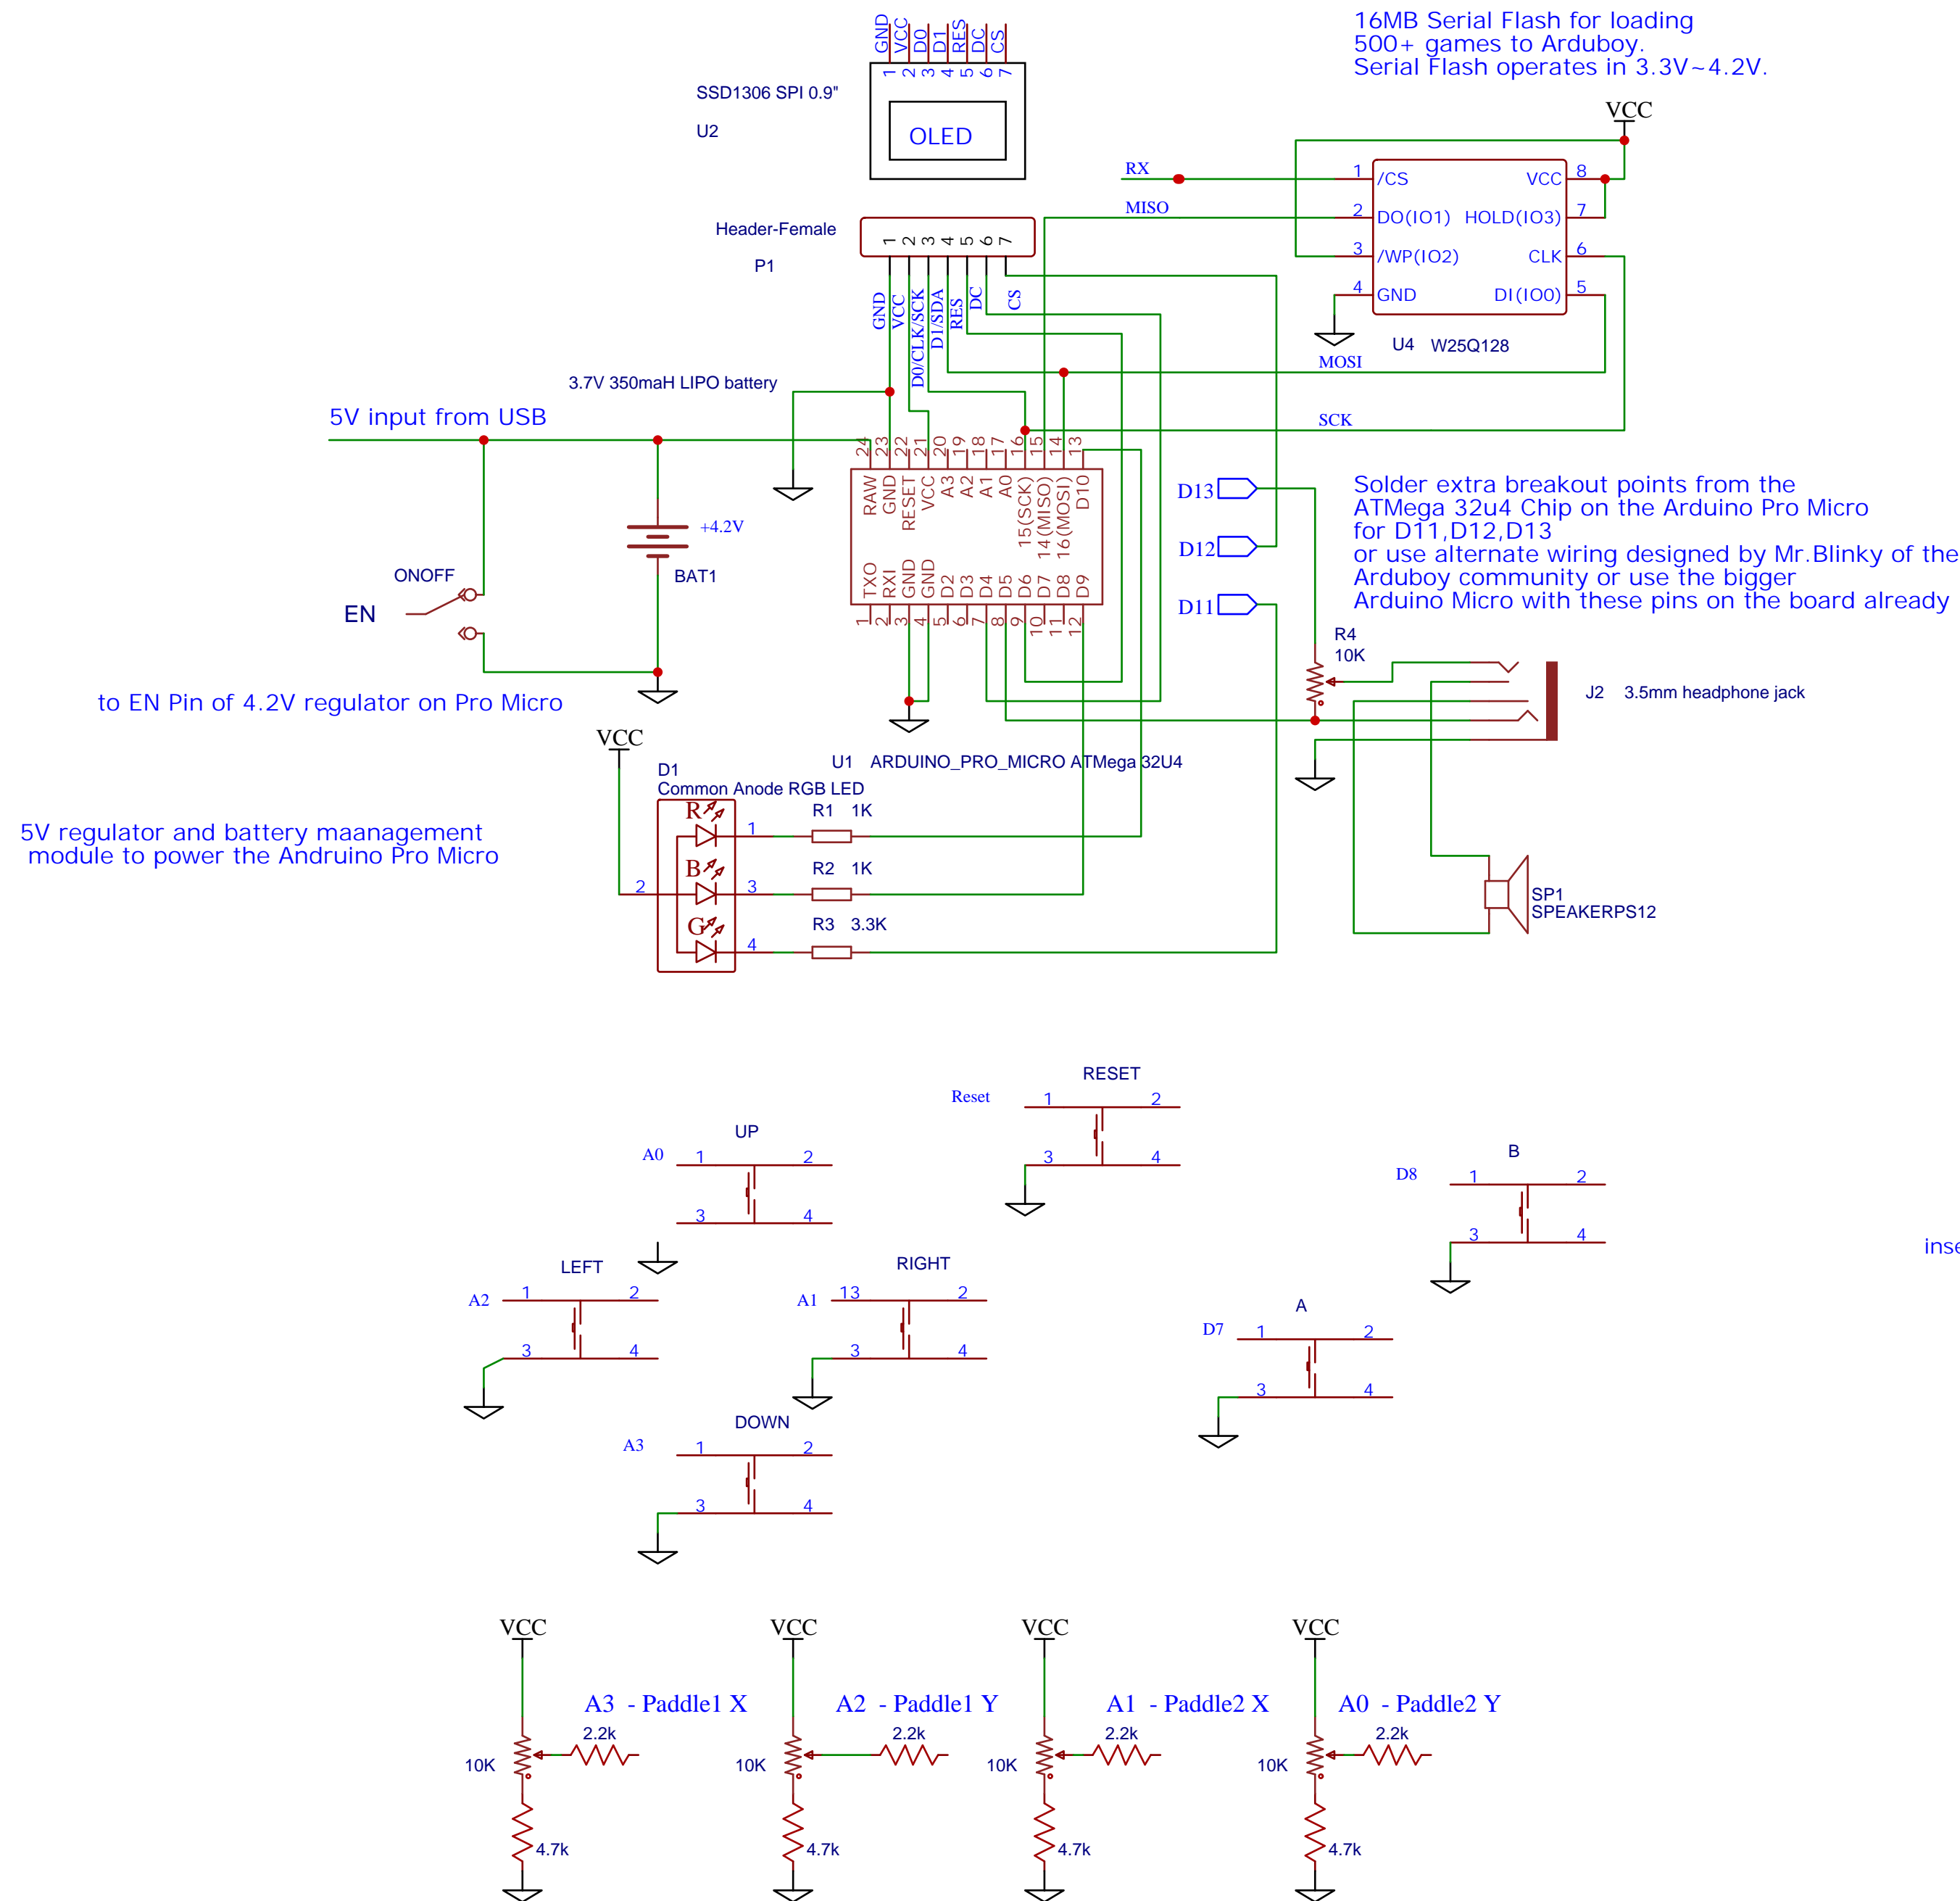 GND
VCC
D0
D1
RES
DC
CS
1
2
3
4
5
6
7
SSD1306 SPI 0.9"
U2
OLED
16MB Serial Flash for loading
500+ games to Arduboy.
Serial Flash operates in 3.3V~4.2V.
VCC
RX
MISO
1
/CS
2
DO(IO1)
3
/WP(IO2)
4
GND
VCC
8
HOLD(IO3)
7
CLK
6
DI(IO0)
5
U4 W25Q128
MOSI
SCK
Header-Female
P1
1
2
3
4
5
6
7
GND
VCC
D0/CLK/SCK
D1/SDA
RES
DC
CS
3.7V 350maH LIPO battery
5V input from USB
+4.2V
BAT1
ONOFF
EN
to EN Pin of 4.2V regulator on Pro Micro
24
23
22
21
20
19
18
17
16
15
14
13
RAW
GND
RESET
VCC
A3
A2
A1
A0
15(SCK)
14(MISO)
16(MOSI)
D10
TXO
RXI
GND
GND
D2
D3
D4
D5
D6
D7
D8
D9
1
2
3
4
5
6
7
8
9
10
11
12
U1 ARDUINO_PRO_MICRO ATMega 32U4
D13
D12
D11
Solder extra breakout points from the
ATMega 32u4 Chip on the Arduino Pro Micro
for D11,D12,D13
or use alternate wiring designed by Mr.Blinky of the
Arduboy community or use the bigger
Arduino Micro with these pins on the board already
R4
10K
J2 3.5mm headphone jack
SP1
SPEAKERPS12
VCC
D1
Common Anode RGB LED
R
1
B
2
3
G
4
R1 1K
R2 1K
R3 3.3K
5V regulator and battery maanagement
module to power the Andruino Pro Micro
RESET
Reset
1
2
3
4
UP
A0
1
2
3
4
B
D8
1
2
3
4
inse
LEFT
A2
1
2
3
4
RIGHT
A1
13
2
3
4
A
D7
1
2
3
4
DOWN
A3
1
2
3
4
VCC
VCC
VCC
VCC
A3 - Paddle1 X
A2 - Paddle1 Y
A1 - Paddle2 X
A0 - Paddle2 Y
2.2k
2.2k
2.2k
2.2k
10K
10K
10K
10K
4.7k
4.7k
4.7k
4.7k